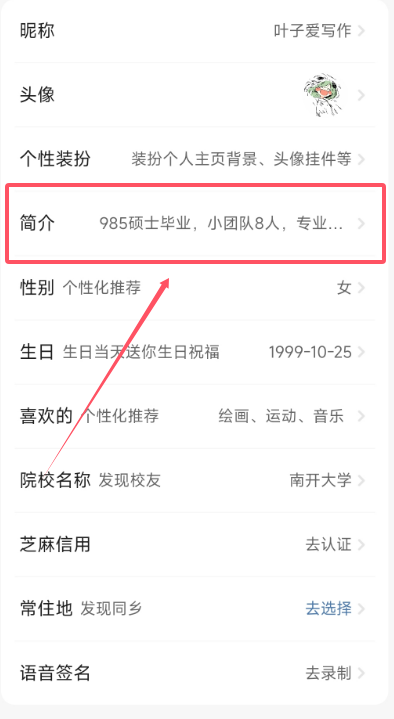 昵称 叶子爱写作
头像
个性装扮 装扮个人主页背景、头像挂件等
简介 985硕士毕业，小团队8人，专业...
性别 个性化推荐 女
生日 生日当天送你生日祝福 1999-10-25
喜欢的 个性化推荐 绘画、运动、音乐
院校名称 发现校友 南开大学
芝麻信用 去认证
常住地 发现同乡 去选择
语音签名 去录制